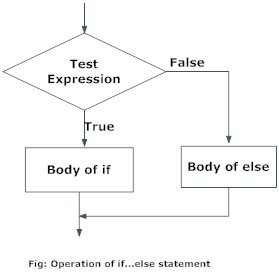 Test
Expression
False
True
Body of if
Body of else
Fig: Operation of if...else statement